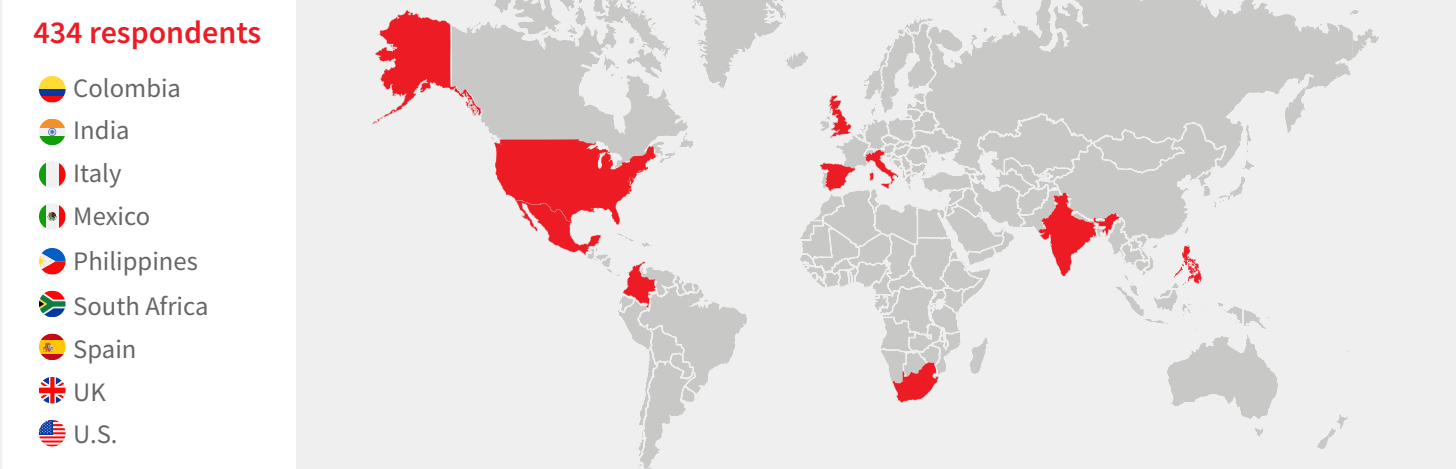 434 respondents
Colombia
India
Italy
Mexico
Philippines
South Africa
Spain
UK
U.S.